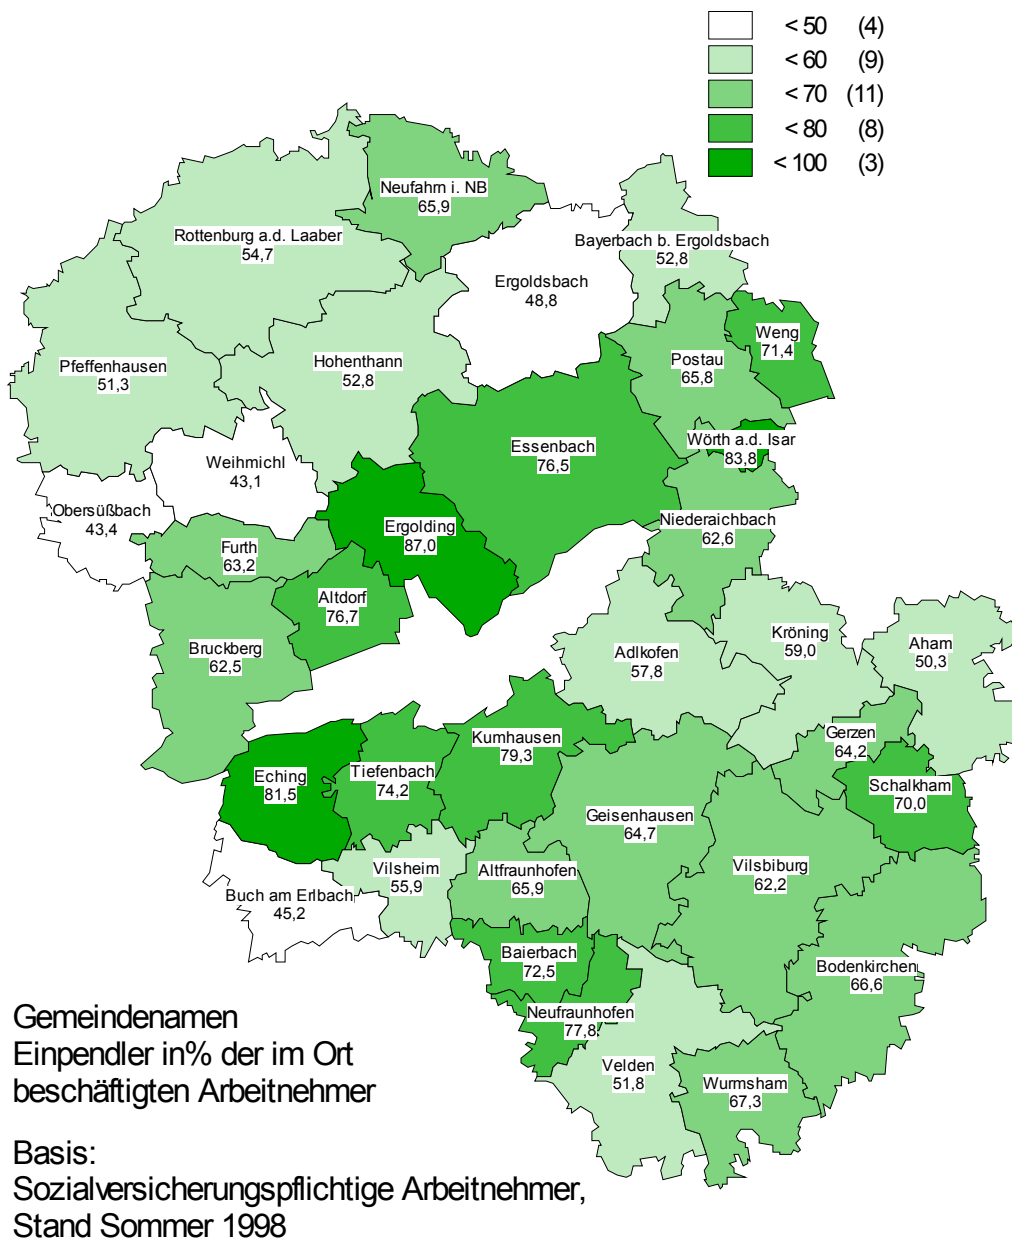 < 50 (4)
< 60 (9)
< 70 (11)
< 80 (8)
< 100 (3)
Neufahrn i. NB
65,9
Rottenburg a.d. Laaber
54,7
Bayerbach b. Ergoldsbach
52,8
Ergoldsbach
48,8
Weng
71,4
Postau
65,8
Hohenthann
52,8
Pfeffenhausen
51,3
Essenbach
76,5
Wörth a.d. Isar
83,8
Weihmichl
43,1
Obersüßbach
43,4
Ergolding
87,0
Niederaichbach
62,6
Furth
63,2
Altdorf
76,7
Bruckberg
62,5
Adlkofen
57,8
Kröning
59,0
Aham
50,3
Gerzen
64,2
Kumhausen
79,3
Eching
81,5
Tiefenbach
74,2
Schalkham
70,0
Geisenhausen
64,7
Vilsheim
55,9
Altfraunhofen
65,9
Vilsbiburg
62,2
Buch am Erlbach
45,2
Baierbach
72,5
Bodenkirchen
66,6
Neufraunhofen
77,8
Velden
51,8
Wurmsham
67,3
Gemeindenamen
Einpendler in% der im Ort
beschäftigten Arbeitnehmer
Basis:
Sozialversicherungspflichtige Arbeitnehmer,
Stand Sommer 1998